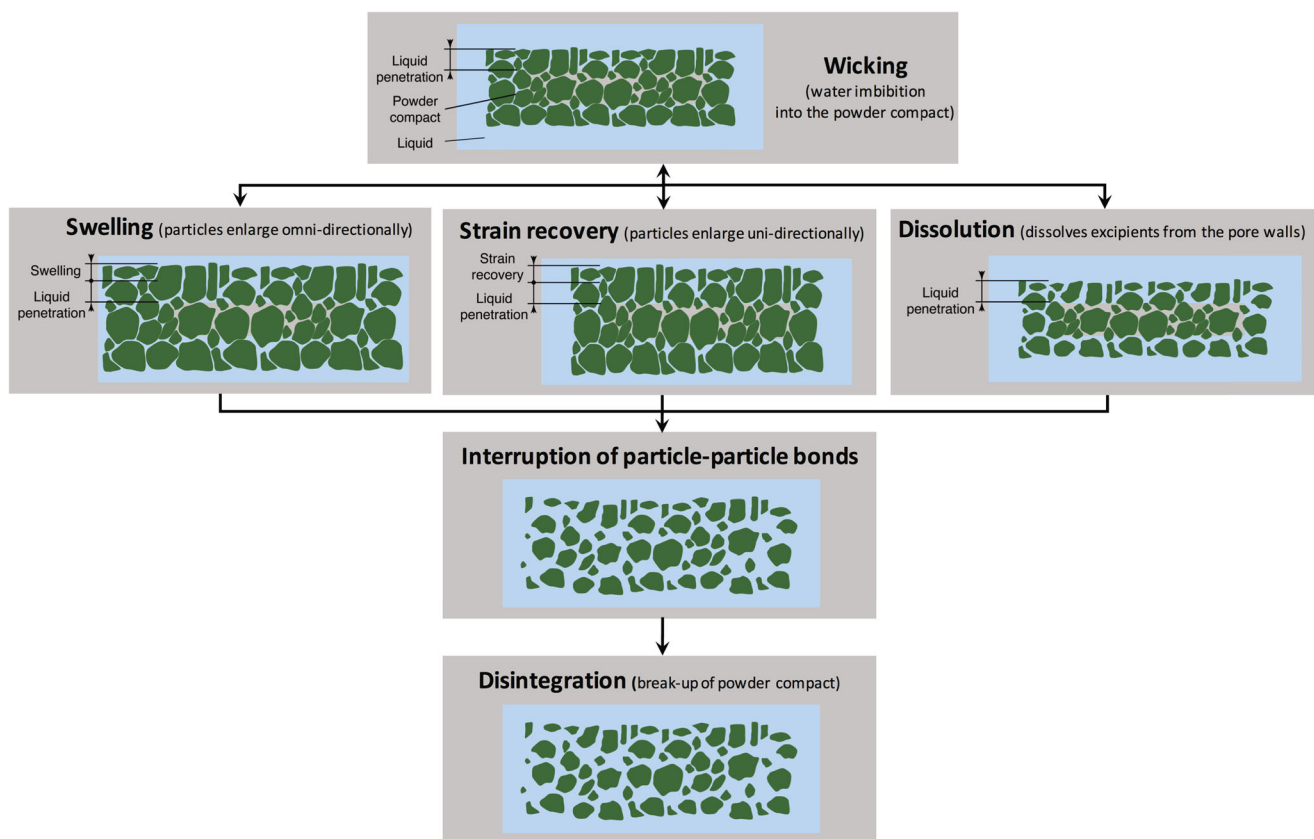 Liquid
penetration
Powder
compact
Liquid
Wicking
(water imbibition
into the powder compact)
Swelling (particles enlarge omni-directionally)
Swelling
Liquid
penetration
Strain recovery (particles enlarge uni-directionally)
Strain
recovery
Liquid
penetration
Dissolution (dissolves excipients from the pore walls)
Liquid
penetration
Interruption of particle-particle bonds
Disintegration (break-up of powder compact)